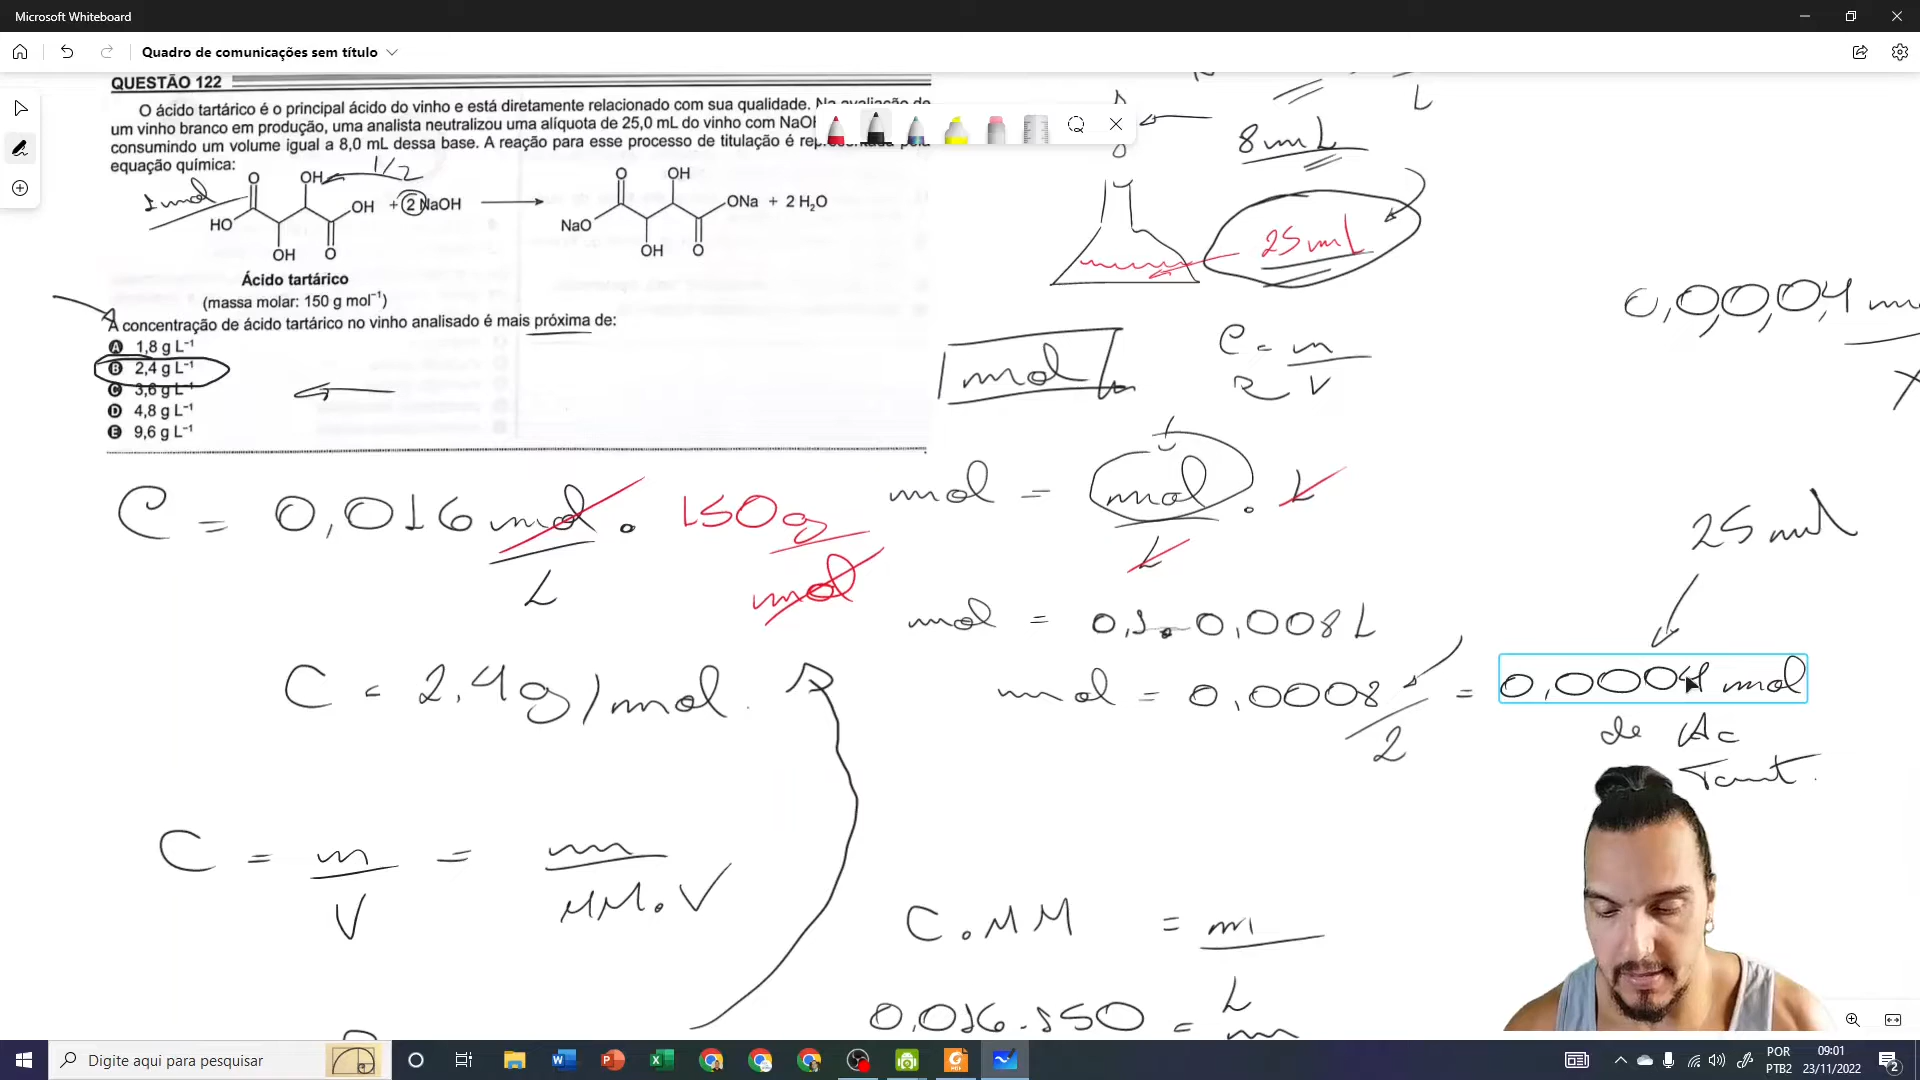 Microsoft Whiteboard
Quadro de comunicações sem título
QUESTÃO 122
O ácido tartárico é o principal ácido do vinho e está diretamente relacionado com sua qualidade. Na avaliação de
um vinho branco em produção, uma analista neutralizou uma alíquota de 25,0 mL do vinho com NaOH
consumindo um volume igual a 8,0 mL dessa base. A reação para esse processo de titulação é representada pela
equação química:
1/2
1 mol
O OH
HO OH + 2 NaOH
OH O
O OH
NaO ONa + 2 H₂O
OH O
Ácido tartárico
(massa molar: 150 g mol⁻¹)
A concentração de ácido tartárico no vinho analisado é mais próxima de:
A 1,8 g L⁻¹
B 2,4 g L⁻¹
C 3,6 g L⁻¹
D 4,8 g L⁻¹
E 9,6 g L⁻¹
L
8 mL
25 mL
0,0004 m
mol
C = m
V
mol = mol . L
L
C = 0,016 mol . 150g
L mol
25 ml
mol = 0,1 . 0,008 L
C = 2,4g/mol.
mol = 0,0008 = 0,0004 mol
2
de Ac
Tart.
C = m = m
V MM.V
C.MM = m
L
0,016.150 = m
Digite aqui para pesquisar
POR
PTB2
09:01
23/11/2022
2